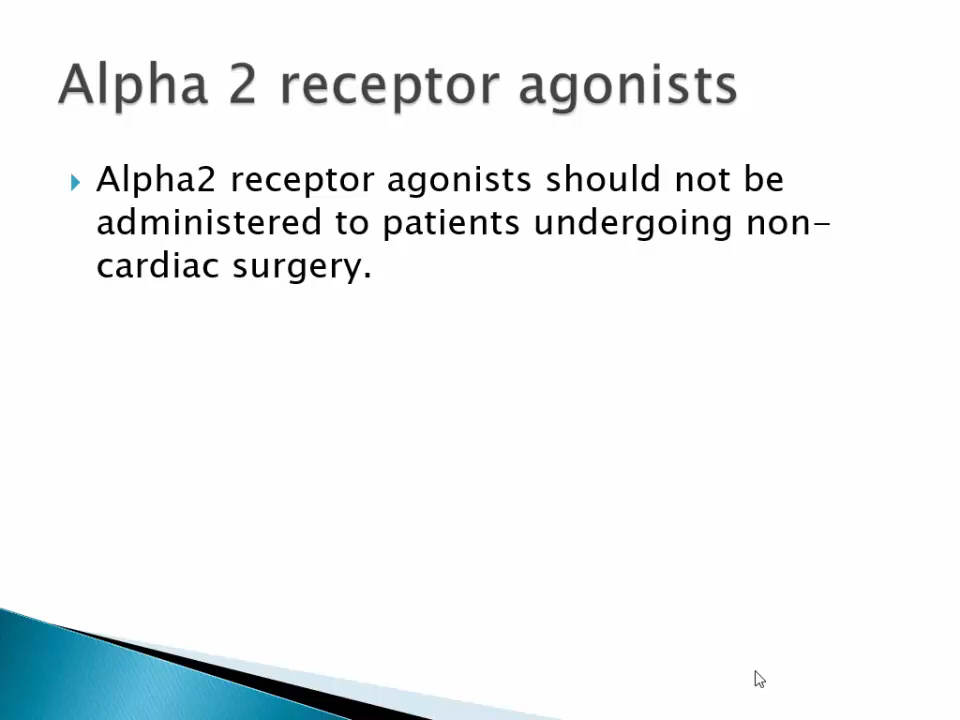 Alpha 2 receptor agonists
Alpha2 receptor agonists should not be
administered to patients undergoing non-
cardiac surgery.